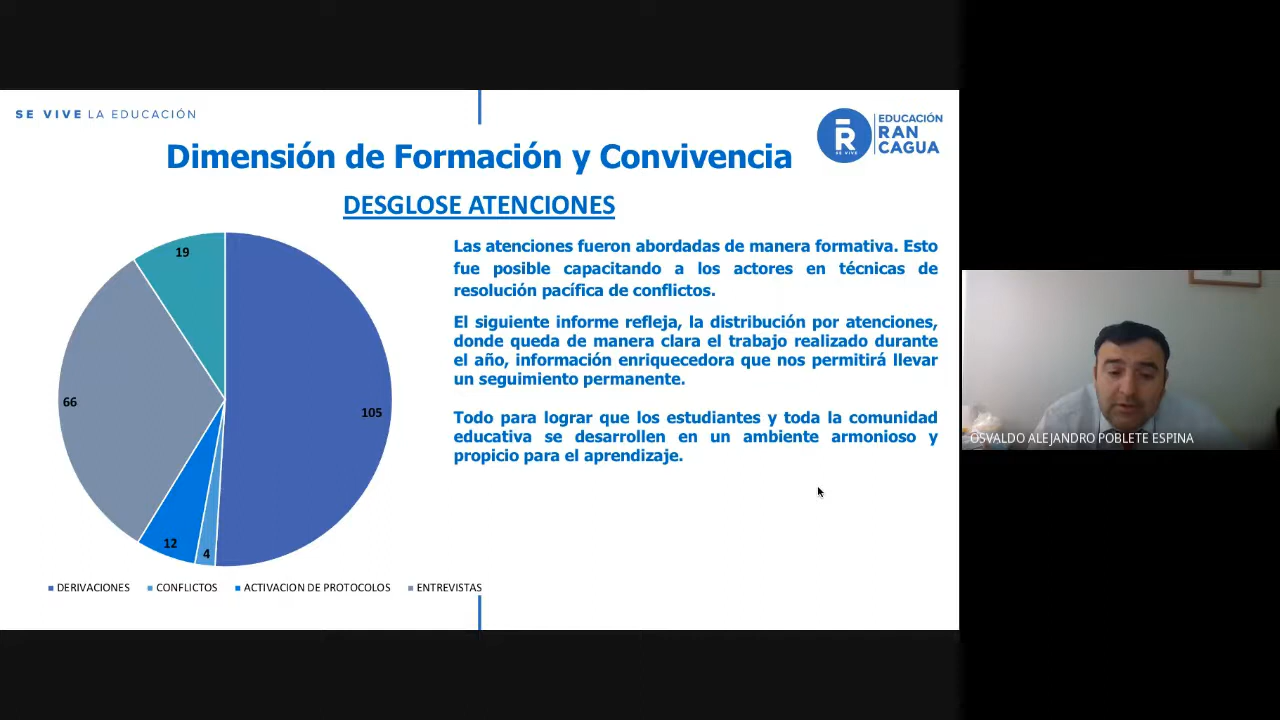 SE VIVE LA EDUCACIÓN
R
SE VIVE
EDUCACIÓN
RAN
CAGUA
Dimensión de Formación y Convivencia
DESGLOSE ATENCIONES
Las atenciones fueron abordadas de manera formativa. Esto
fue posible capacitando a los actores en técnicas de
resolución pacífica de conflictos.
El siguiente informe refleja, la distribución por atenciones,
donde queda de manera clara el trabajo realizado durante
el año, información enriquecedora que nos permitirá llevar
un seguimiento permanente.
Todo para lograr que los estudiantes y toda la comunidad
educativa se desarrollen en un ambiente armonioso y
propicio para el aprendizaje.
19
66
105
12
4
DERIVACIONES CONFLICTOS ACTIVACION DE PROTOCOLOS ENTREVISTAS
OSVALDO ALEJANDRO POBLETE ESPINA